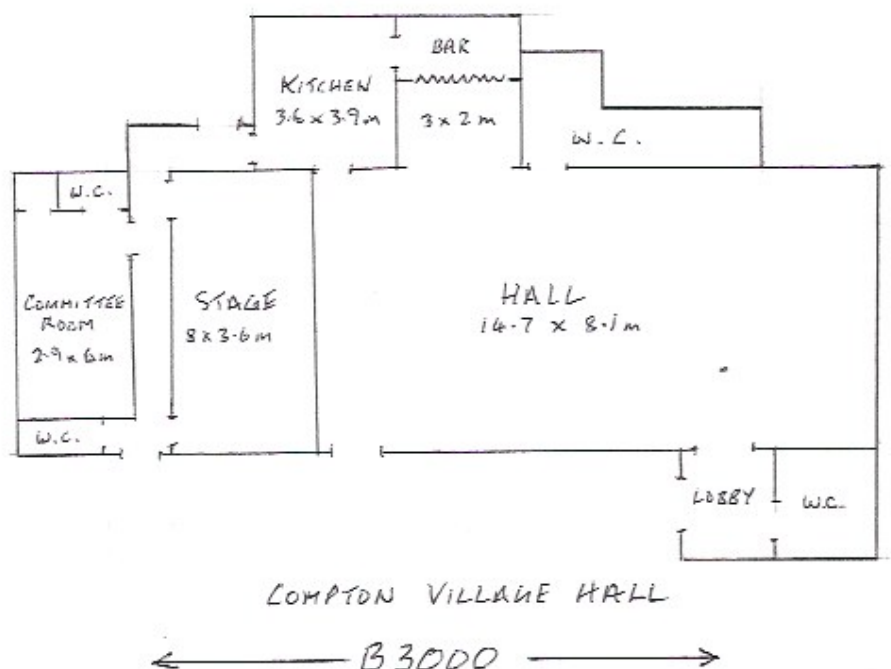 BAR
KITCHEN
3.6 x 3.9m
3 x 2 m
W.C.
W.C.
COMMITTEE
ROOM
2.9 x 6m
STAGE
8 x 3.6m
HALL
14.7 x 8.1m
W.C.
LOBBY
W.C.
COMPTON VILLAGE HALL
B3000